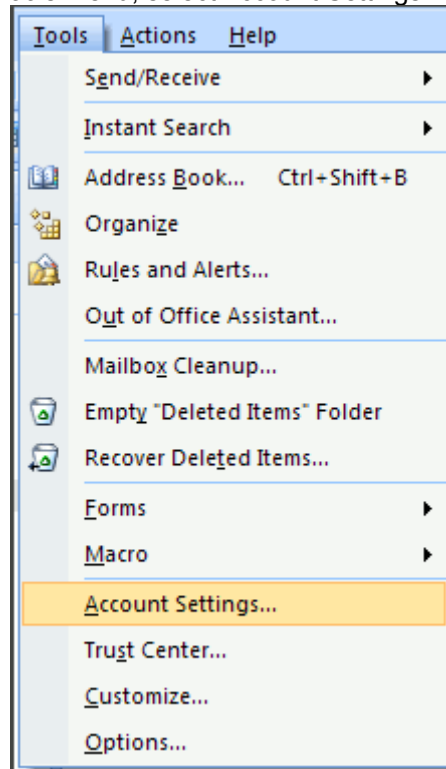 Tools Actions Help
Send/Receive
Instant Search
Address Book... Ctrl+Shift+B
Organize
Rules and Alerts...
Out of Office Assistant...
Mailbox Cleanup...
Empty "Deleted Items" Folder
Recover Deleted Items...
Forms
Macro
Account Settings...
Trust Center...
Customize...
Options...